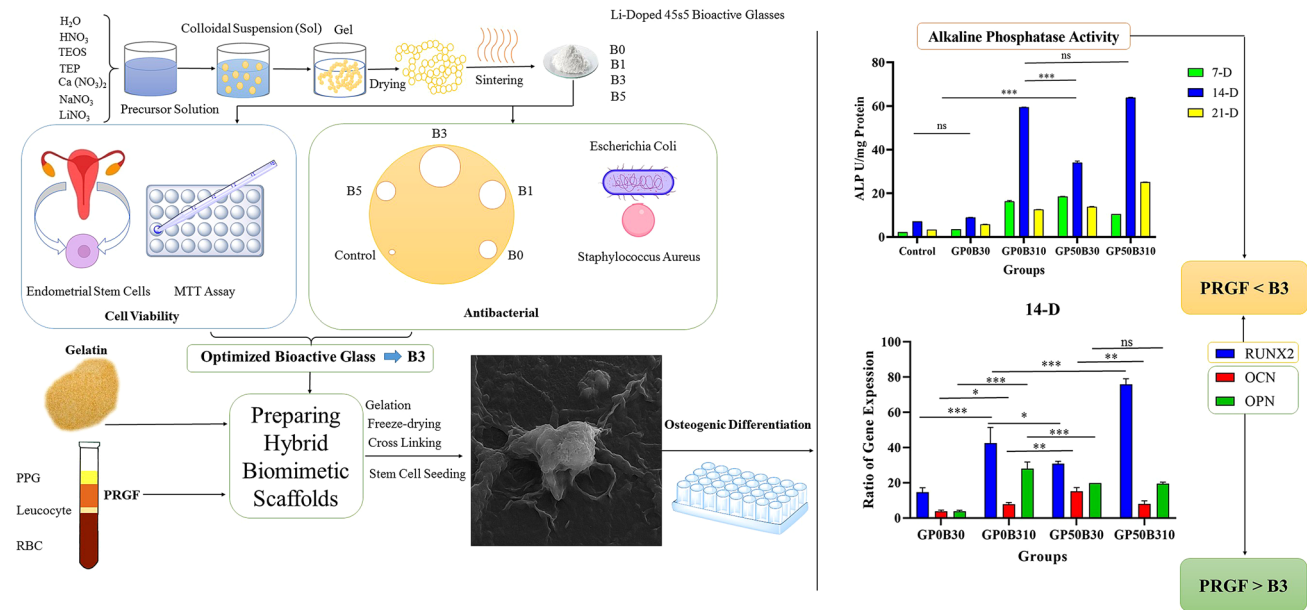 H₂O
HNO₃
TEOS
TEP
Ca (NO₃)₂
NaNO₃
LiNO₃
Precursor Solution
Colloidal Suspension (Sol)
Gel
Drying
Sintering
Li-Doped 45s5 Bioactive Glasses
B0
B1
B3
B5
Endometrial Stem Cells
MTT Assay
Cell Viability
B3
B5
B1
Control
B0
Escherichia Coli
Staphylococcus Aureus
Antibacterial
Optimized Bioactive Glass
B3
Gelatin
PPG
Leucocyte
RBC
PRGF
Preparing
Hybrid
Biomimetic
Scaffolds
Gelation
Freeze-drying
Cross Linking
Stem Cell Seeding
Osteogenic Differentiation
Alkaline Phosphatase Activity
ns
***
***
ns
7-D
14-D
21-D
ALP U/mg Protein
80
60
40
20
0
Control
GP0B30
GP0B310
GP50B30
GP50B310
Groups
PRGF < B3
14-D
ns
**
***
***
*
***
*
***
**
RUNX2
OCN
OPN
Ratio of Gene Expession
100
80
60
40
20
0
GP0B30
GP0B310
GP50B30
GP50B310
Groups
PRGF > B3